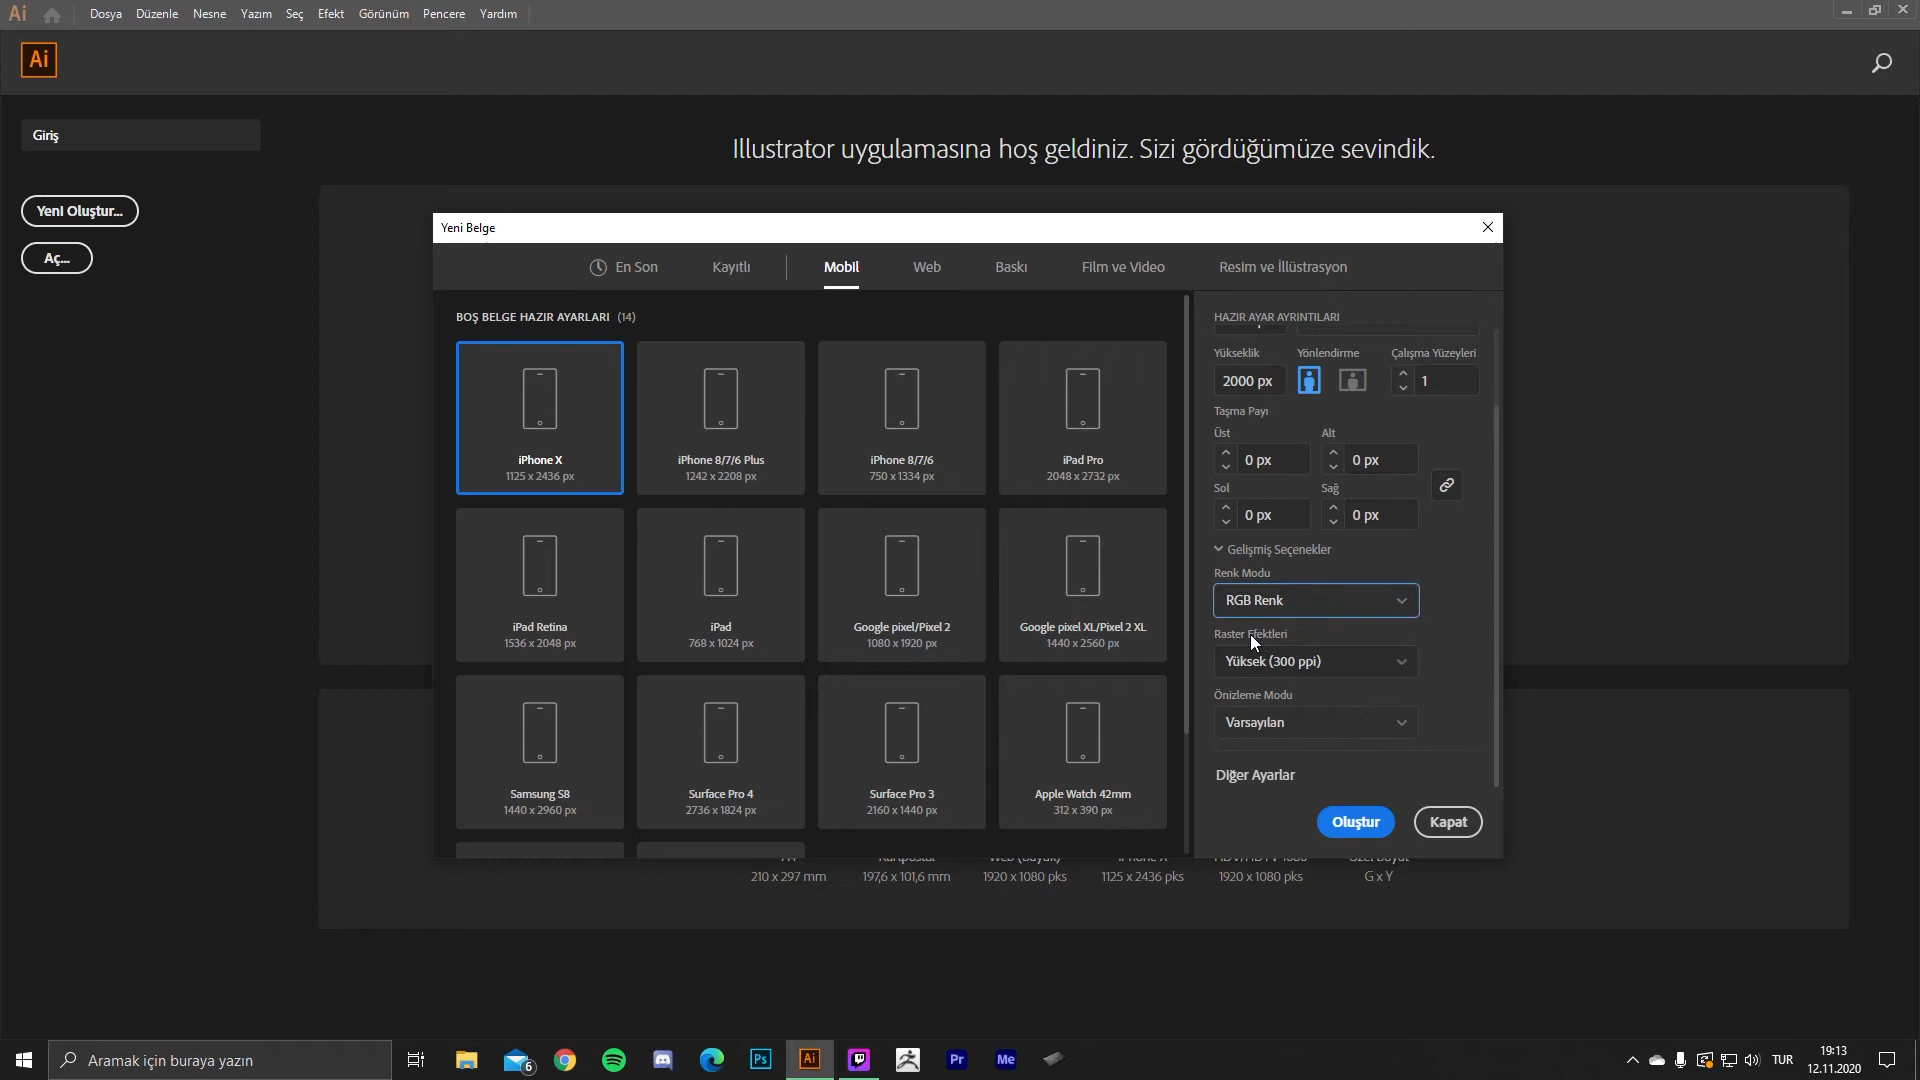 Ai
Dosya Düzenle Nesne Yazım Seç Efekt Görünüm Pencere Yardım
Ai
Giriş
Illustrator uygulamasına hoş geldiniz. Sizi gördüğümüze sevindik.
Yeni Oluştur...
Aç...
Yeni Belge
En Son Kayıtlı Mobil Web Baskı Film ve Video Resim ve İllüstrasyon
BOŞ BELGE HAZIR AYARLARI (14)
HAZIR AYAR AYRINTILARI
iPhone X
1125 x 2436 px
iPhone 8/7/6 Plus
1242 x 2208 px
iPhone 8/7/6
750 x 1334 px
iPad Pro
2048 x 2732 px
iPad Retina
1536 x 2048 px
iPad
768 x 1024 px
Google pixel/Pixel 2
1080 x 1920 px
Google pixel XL/Pixel 2 XL
1440 x 2560 px
Samsung S8
1440 x 2960 px
Surface Pro 4
2736 x 1824 px
Surface Pro 3
2160 x 1440 px
Apple Watch 42mm
312 x 390 px
Yükseklik Yönlendirme Çalışma Yüzeyleri
2000 px 1
Taşma Payı
Üst Alt
0 px 0 px
Sol Sağ
0 px 0 px
Gelişmiş Seçenekler
Renk Modu
RGB Renk
Raster Efektleri
Yüksek (300 ppi)
Önizleme Modu
Varsayılan
Diğer Ayarlar
Oluştur Kapat
210 x 297 mm 197,6 x 101,6 mm 1920 x 1080 pks 1125 x 2436 pks 1920 x 1080 pks G x Y
Aramak için buraya yazın
6
Ps Ai Pr Me
TUR
19:13
12.11.2020